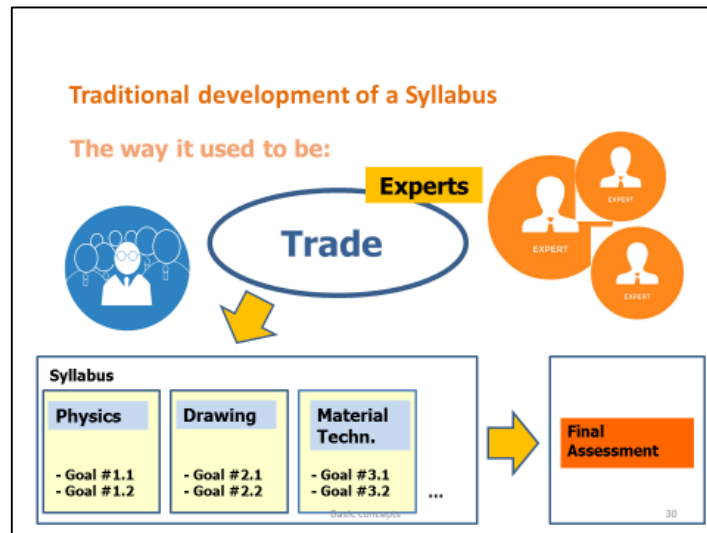 Traditional development of a Syllabus
The way it used to be:
Experts
Trade
EXPERT
EXPERT
EXPERT
Syllabus
Physics
- Goal #1.1
- Goal #1.2
Drawing
- Goal #2.1
- Goal #2.2
Material
Techn.
- Goal #3.1
- Goal #3.2
...
Final
Assessment
Basic concepts
30